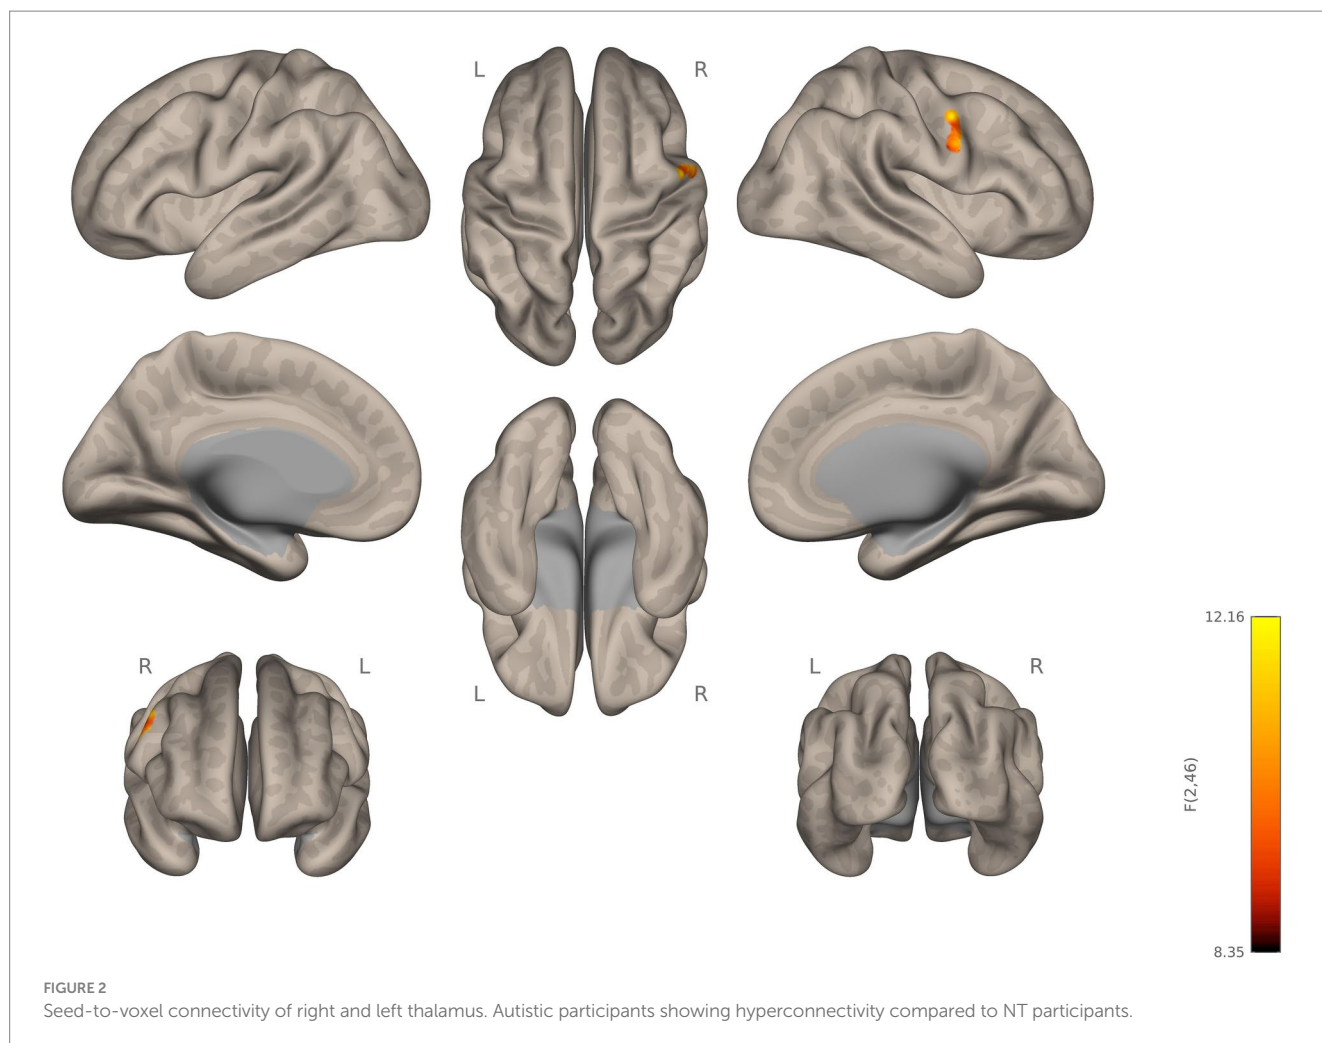 L R
R L
L R
L R
12.16
F(2,46)
8.35
FIGURE 2
Seed-to-voxel connectivity of right and left thalamus. Autistic participants showing hyperconnectivity compared to NT participants.